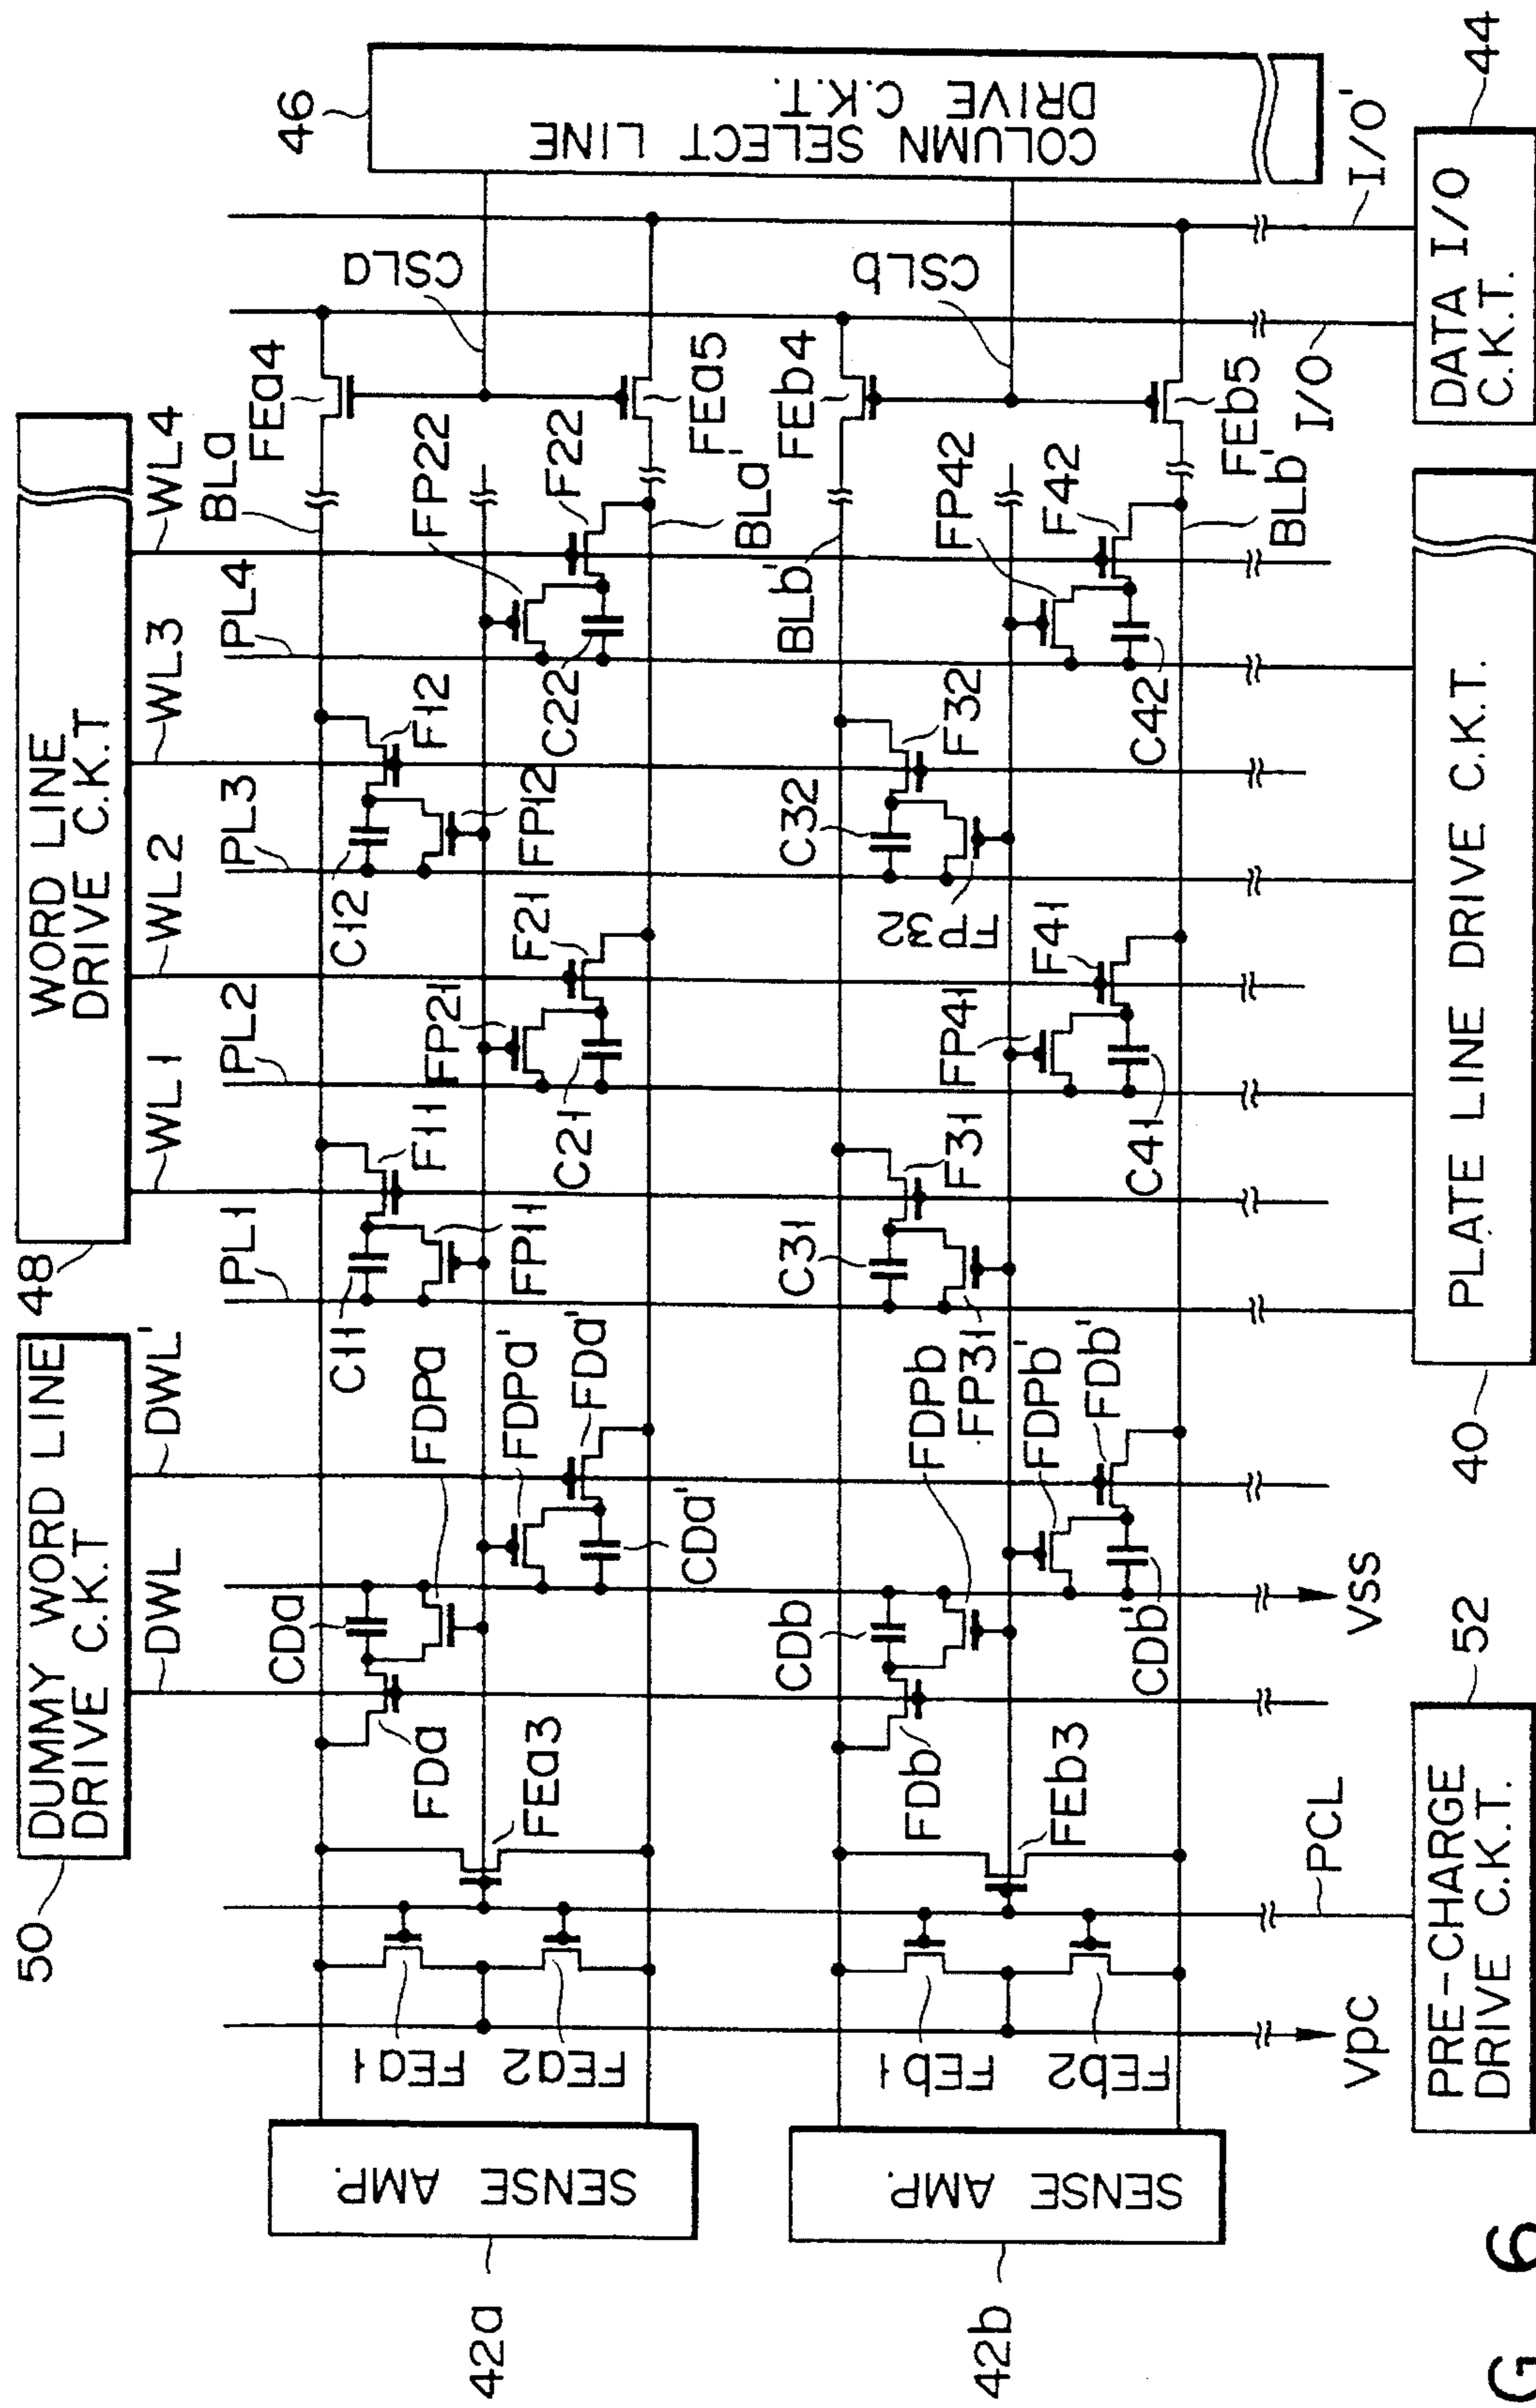 50
DUMMY WORD LINE
DRIVE C.K.T
48
WORD LINE
DRIVE C.K.T
DWL
DWL'
WL1
WL2
WL3
WL4
PL1
PL2
PL3
PL4
BLa
FEa4
46
COLUMN SELECT LINE
DRIVE C.K.T.
CDa
FDPa
C11
F11
C12
F12
FP22
CSLa
42a
SENSE AMP.
FEa1
FEa2
FEa3
FDa
FDPa'
FDa'
FP11
FP21
F21
FP12
F22
FEa5
CDa'
C21
C22
BLa'
42b
SENSE AMP.
FEb1
FEb2
FEb3
FDb
CDb
FDPb
C31
F31
C32
F32
BLb'
FEb4
CSLb
FP31
FDPb'
FDb'
FP41
F41
FP32
FP42
F42
FEb5
CDb'
C41
C42
BLb'
I/O
I/O'
Vpc
PCL
Vss
52
PRE-CHARGE
DRIVE C.K.T.
40
PLATE LINE DRIVE C.K.T.
DATA I/O
C.K.T.
44
G 6